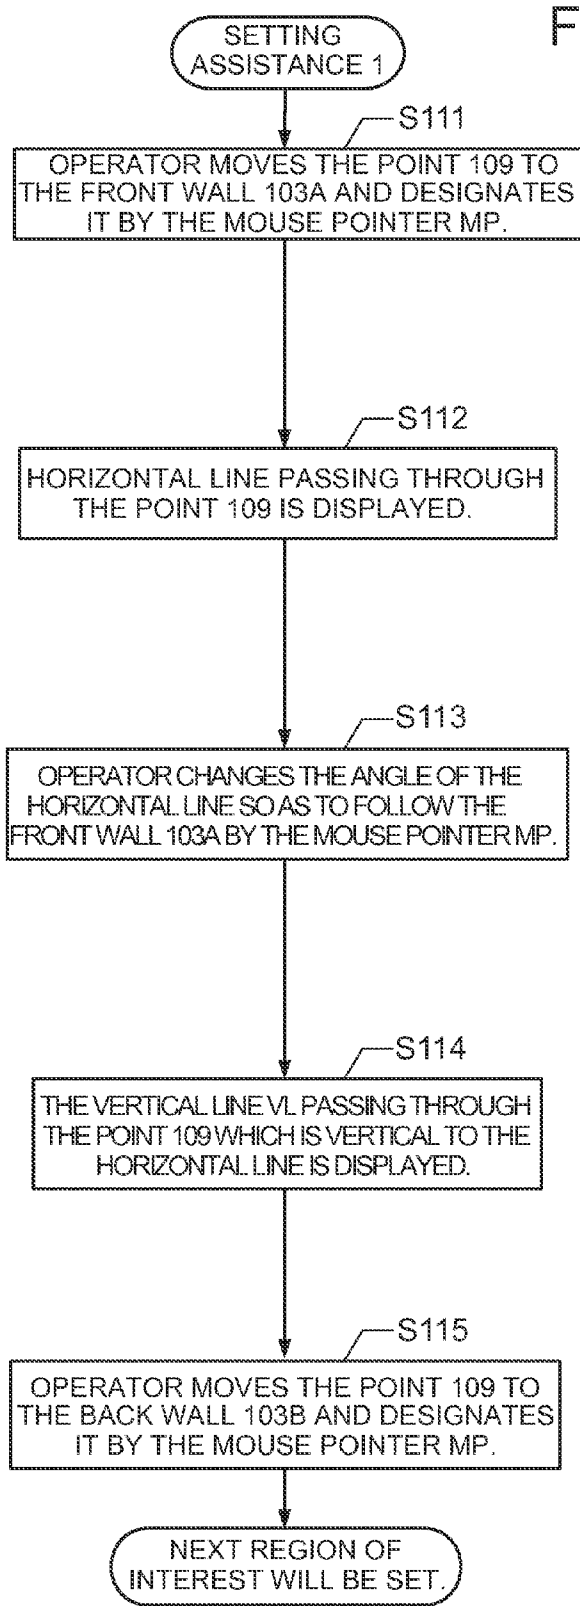 F
SETTING
ASSISTANCE 1
S111
OPERATOR MOVES THE POINT 109 TO
THE FRONT WALL 103A AND DESIGNATES
IT BY THE MOUSE POINTER MP.
S112
HORIZONTAL LINE PASSING THROUGH
THE POINT 109 IS DISPLAYED.
S113
OPERATOR CHANGES THE ANGLE OF THE
HORIZONTAL LINE SO AS TO FOLLOW THE
FRONT WALL 103A BY THE MOUSE POINTER MP.
S114
THE VERTICAL LINE VL PASSING THROUGH
THE POINT 109 WHICH IS VERTICAL TO THE
HORIZONTAL LINE IS DISPLAYED.
S115
OPERATOR MOVES THE POINT 109 TO
THE BACK WALL 103B AND DESIGNATES
IT BY THE MOUSE POINTER MP.
NEXT REGION OF
INTEREST WILL BE SET.